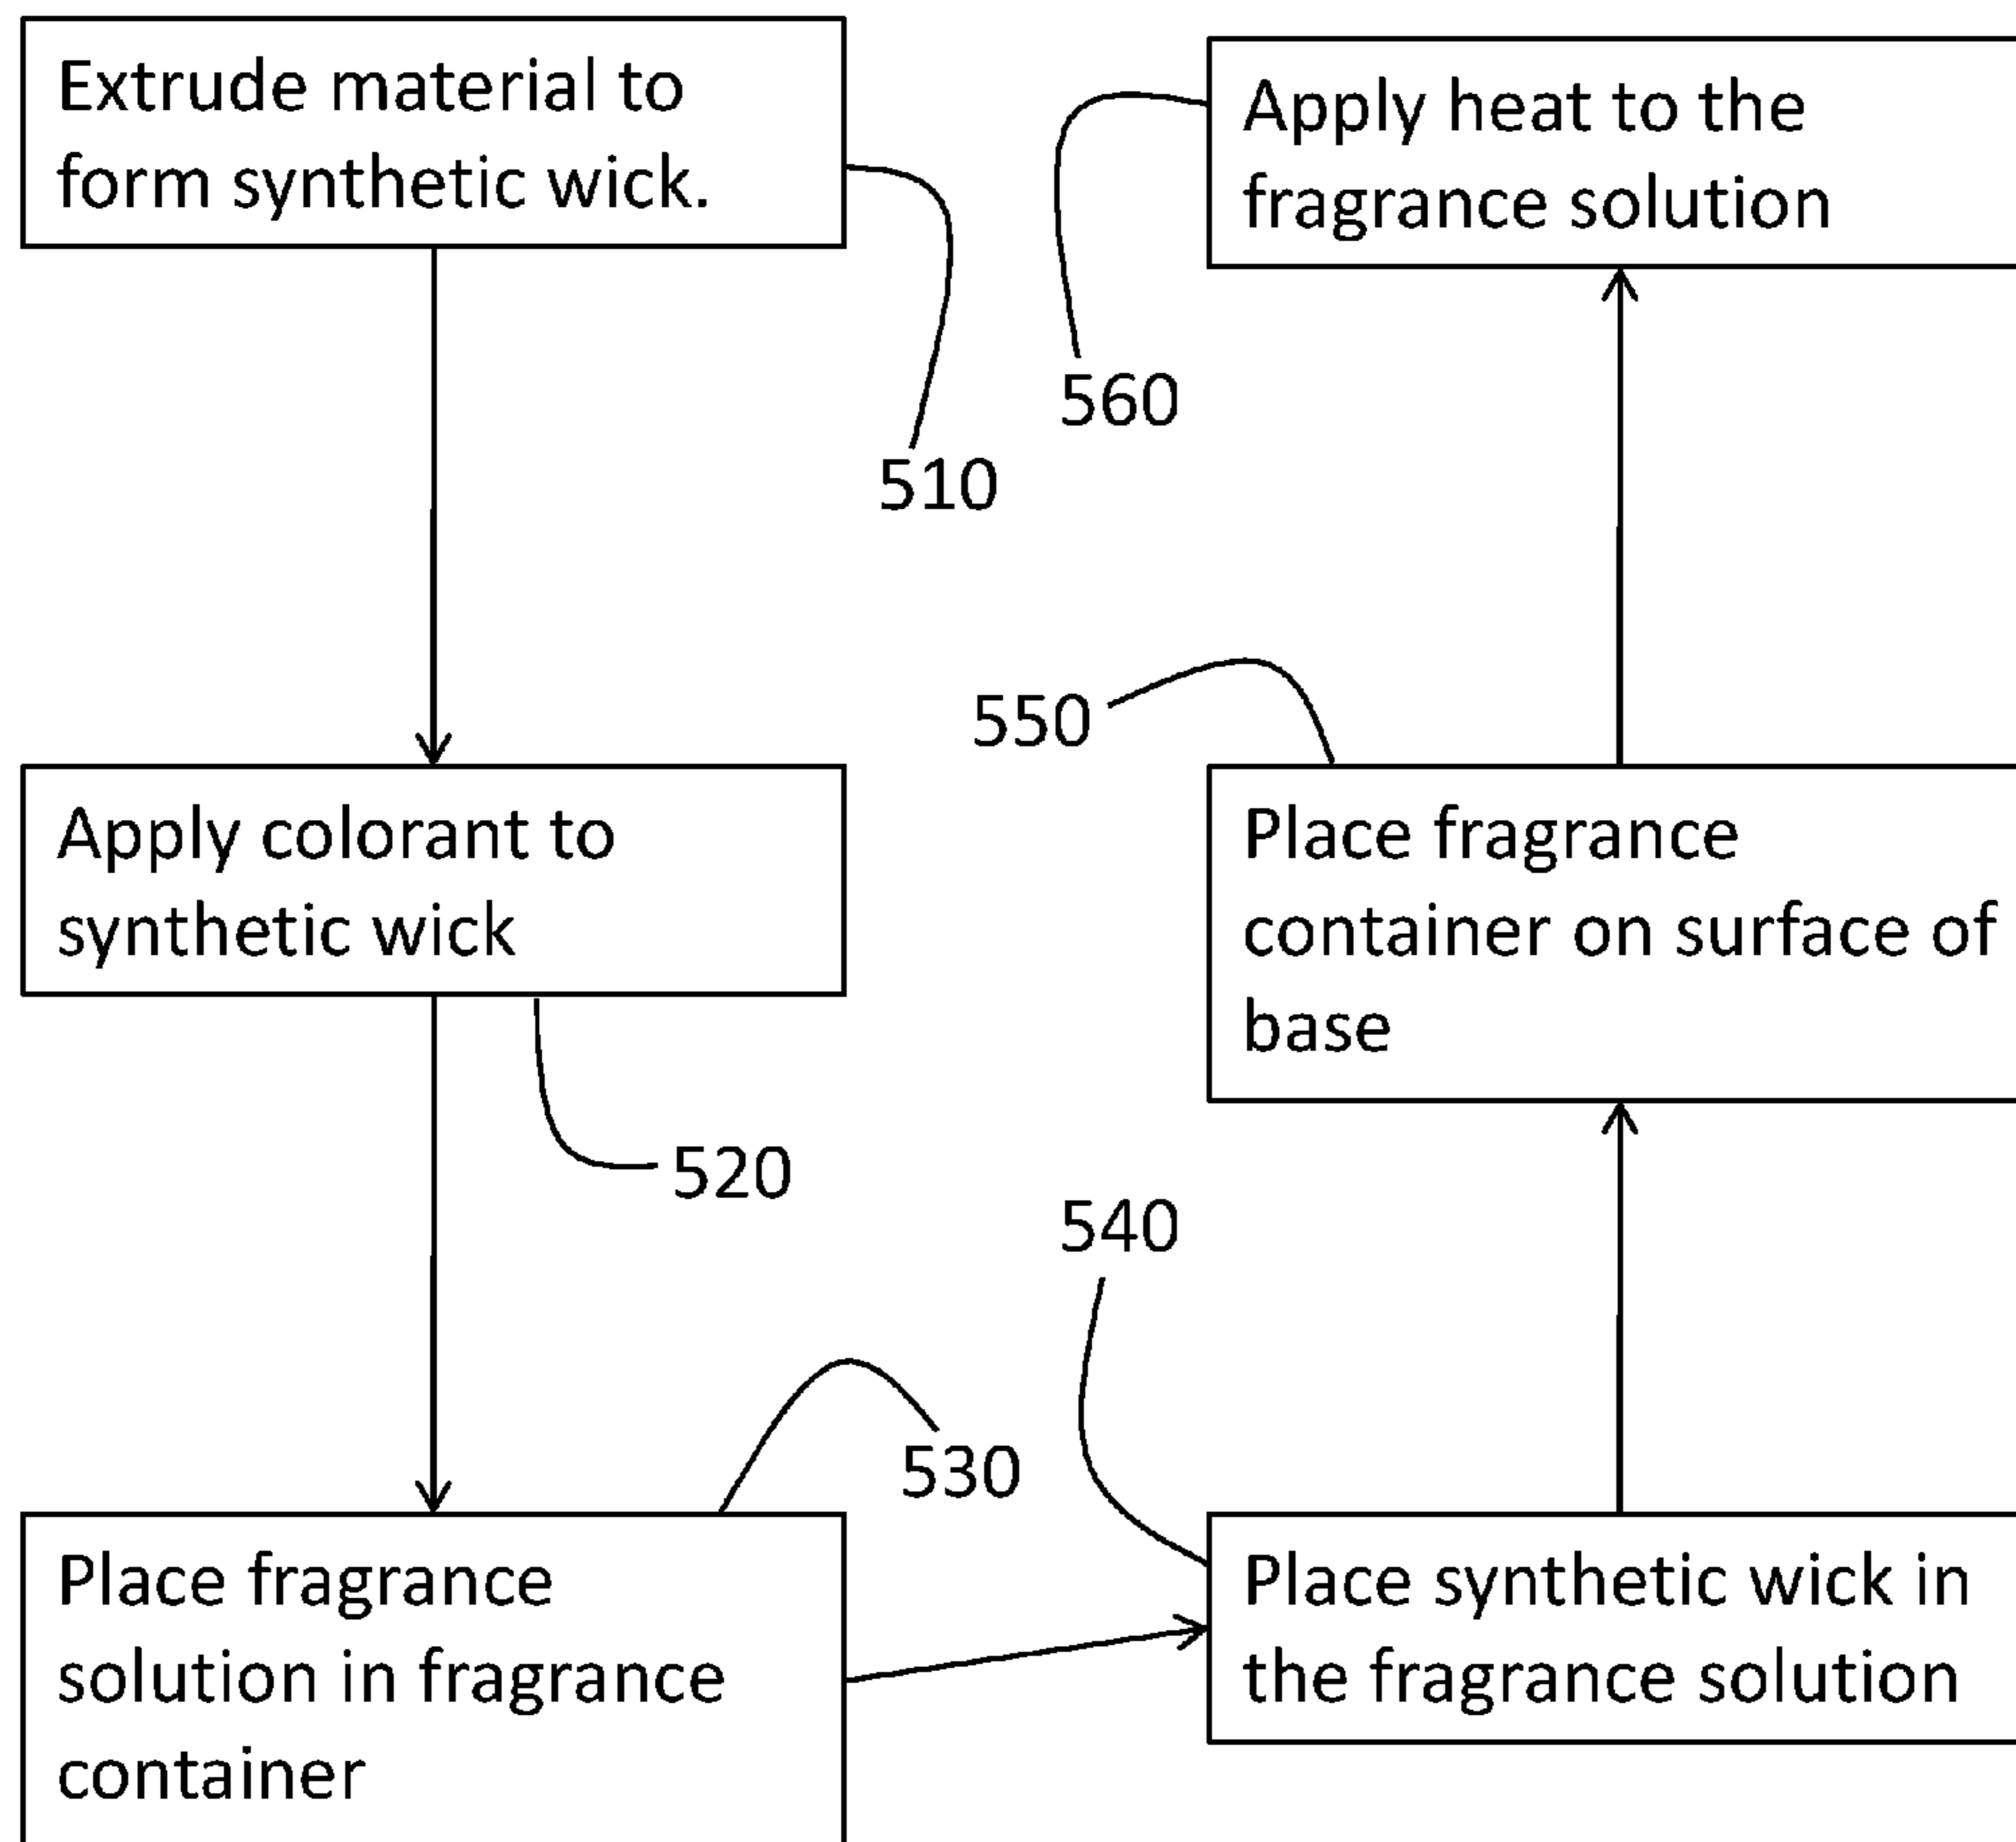 Extrude material to
form synthetic wick.
510
Apply colorant to
synthetic wick
520
Place fragrance
solution in fragrance
container
530
Place synthetic wick in
the fragrance solution
540
Place fragrance
container on surface of
base
550
Apply heat to the
fragrance solution
560